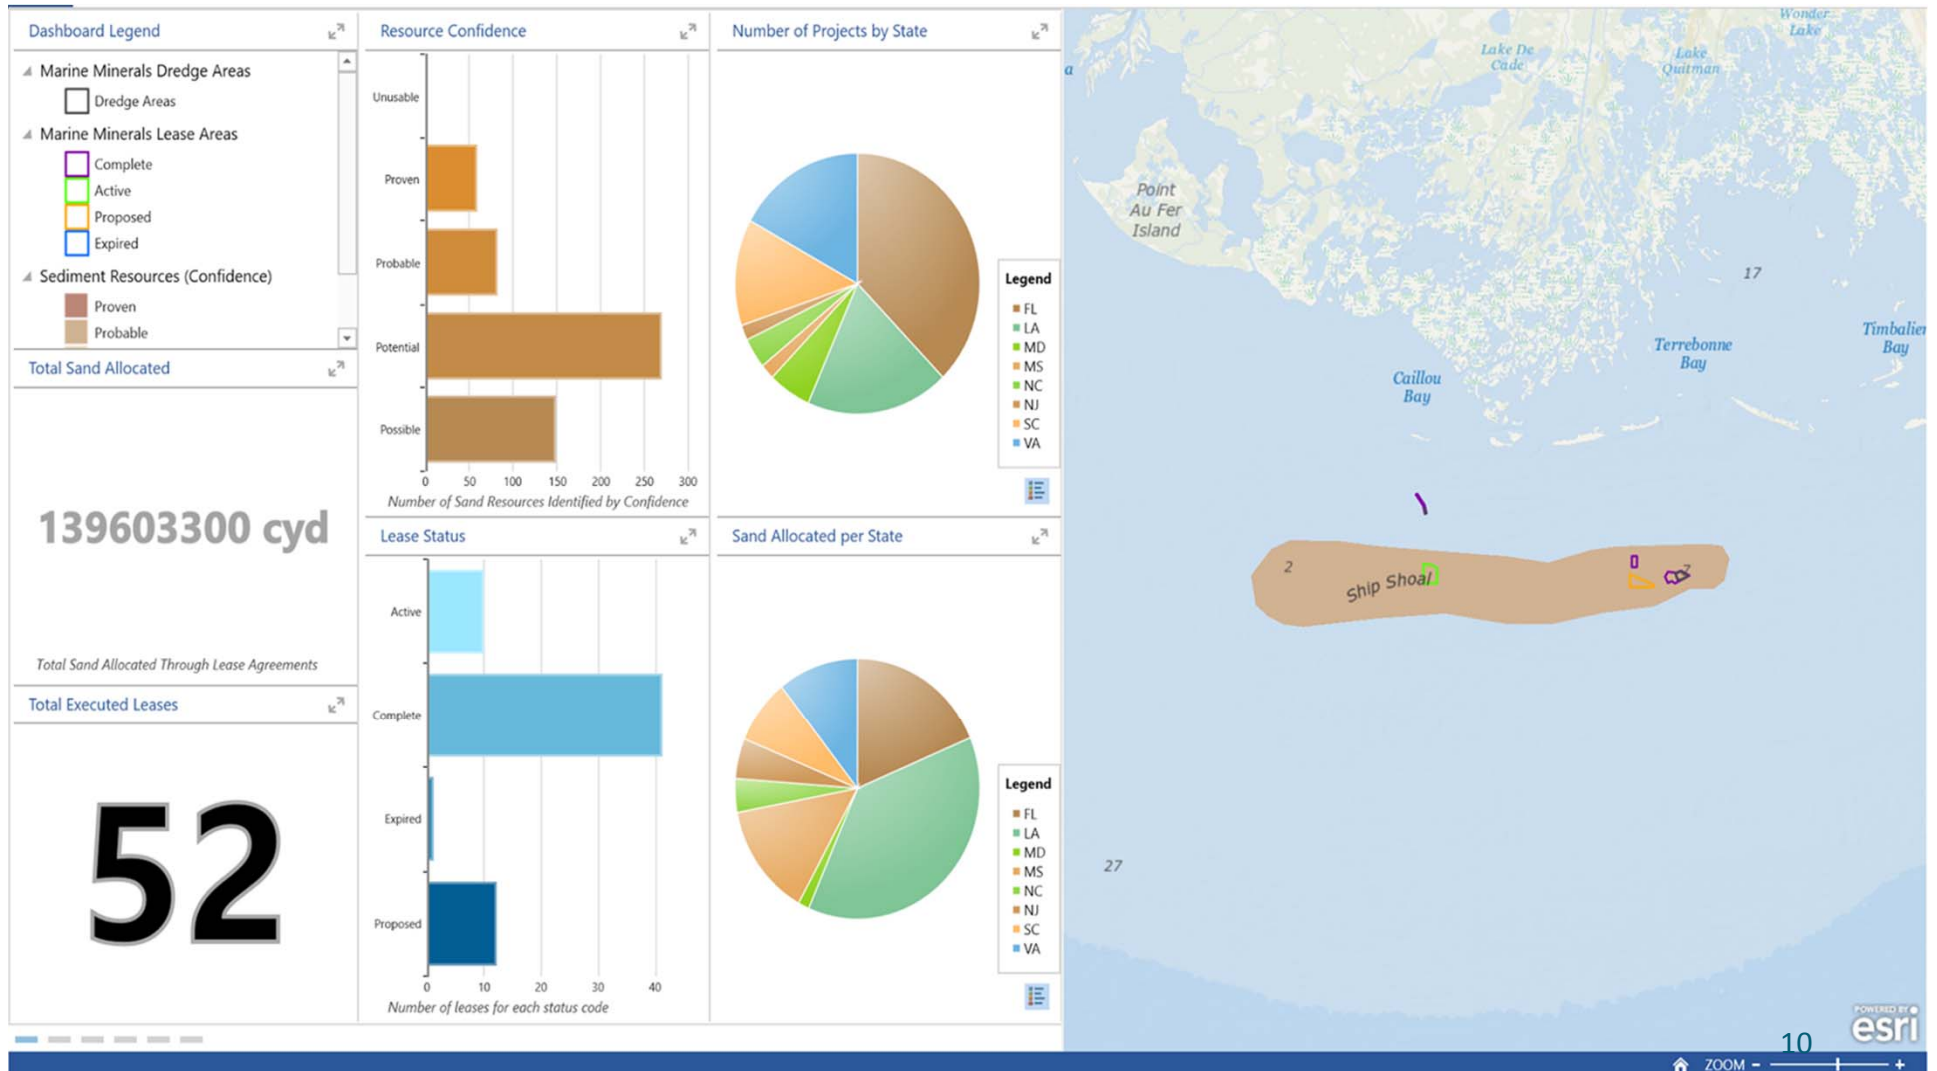 Dashboard Legend
Marine Minerals Dredge Areas
Dredge Areas
Marine Minerals Lease Areas
Complete
Active
Proposed
Expired
Sediment Resources (Confidence)
Proven
Probable
Total Sand Allocated
139603300 cyd
Total Sand Allocated Through Lease Agreements
Total Executed Leases
52
Resource Confidence
Unusable
Proven
Probable
Potential
Possible
0 50 100 150 200 250 300
Number of Sand Resources Identified by Confidence
Lease Status
Active
Complete
Expired
Proposed
0 10 20 30 40
Number of leases for each status code
Number of Projects by State
Legend
FL
LA
MD
MS
NC
NJ
SC
VA
Sand Allocated per State
Legend
FL
LA
MD
MS
NC
NJ
SC
VA
Wonder
Lake
Lake De
Cade
Lake
Quitman
a
Point
Au Fer
Island
17
Timbalier
Bay
Terrebonne
Bay
Caillou
Bay
2
Ship Shoal
7
27
POWERED BY
esri
10
ZOOM - +